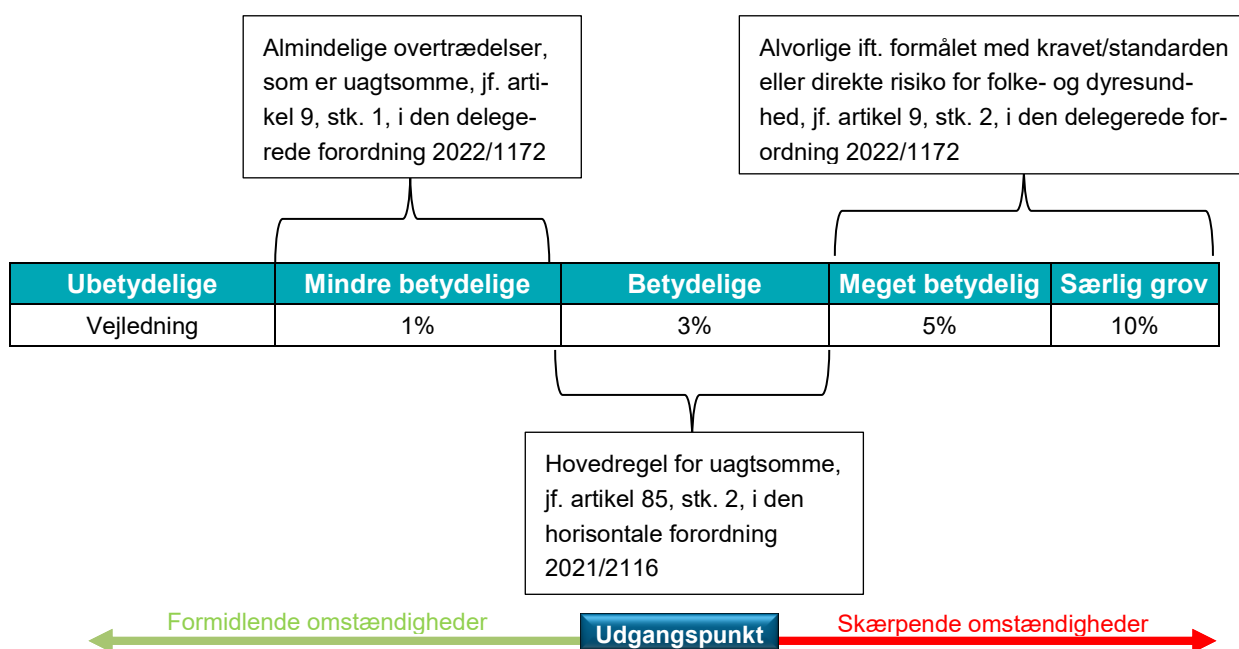 Almindelige overtrædelser,
som er uagtsomme, jf. arti-
kel 9, stk. 1, i den delege-
rede forordning 2022/1172
Alvorlige ift. formålet med kravet/standarden
eller direkte risiko for folke- og dyresund-
hed, jf. artikel 9, stk. 2, i den delegerede for-
ordning 2022/1172
Ubetydelige Mindre betydelige Betydelige Meget betydelig Særlig grov
Vejledning 1% 3% 5% 10%
Hovedregel for uagtsomme,
jf. artikel 85, stk. 2, i den
horisontale forordning
2021/2116
Formidlende omstændigheder Udgangspunkt Skærpende omstændigheder